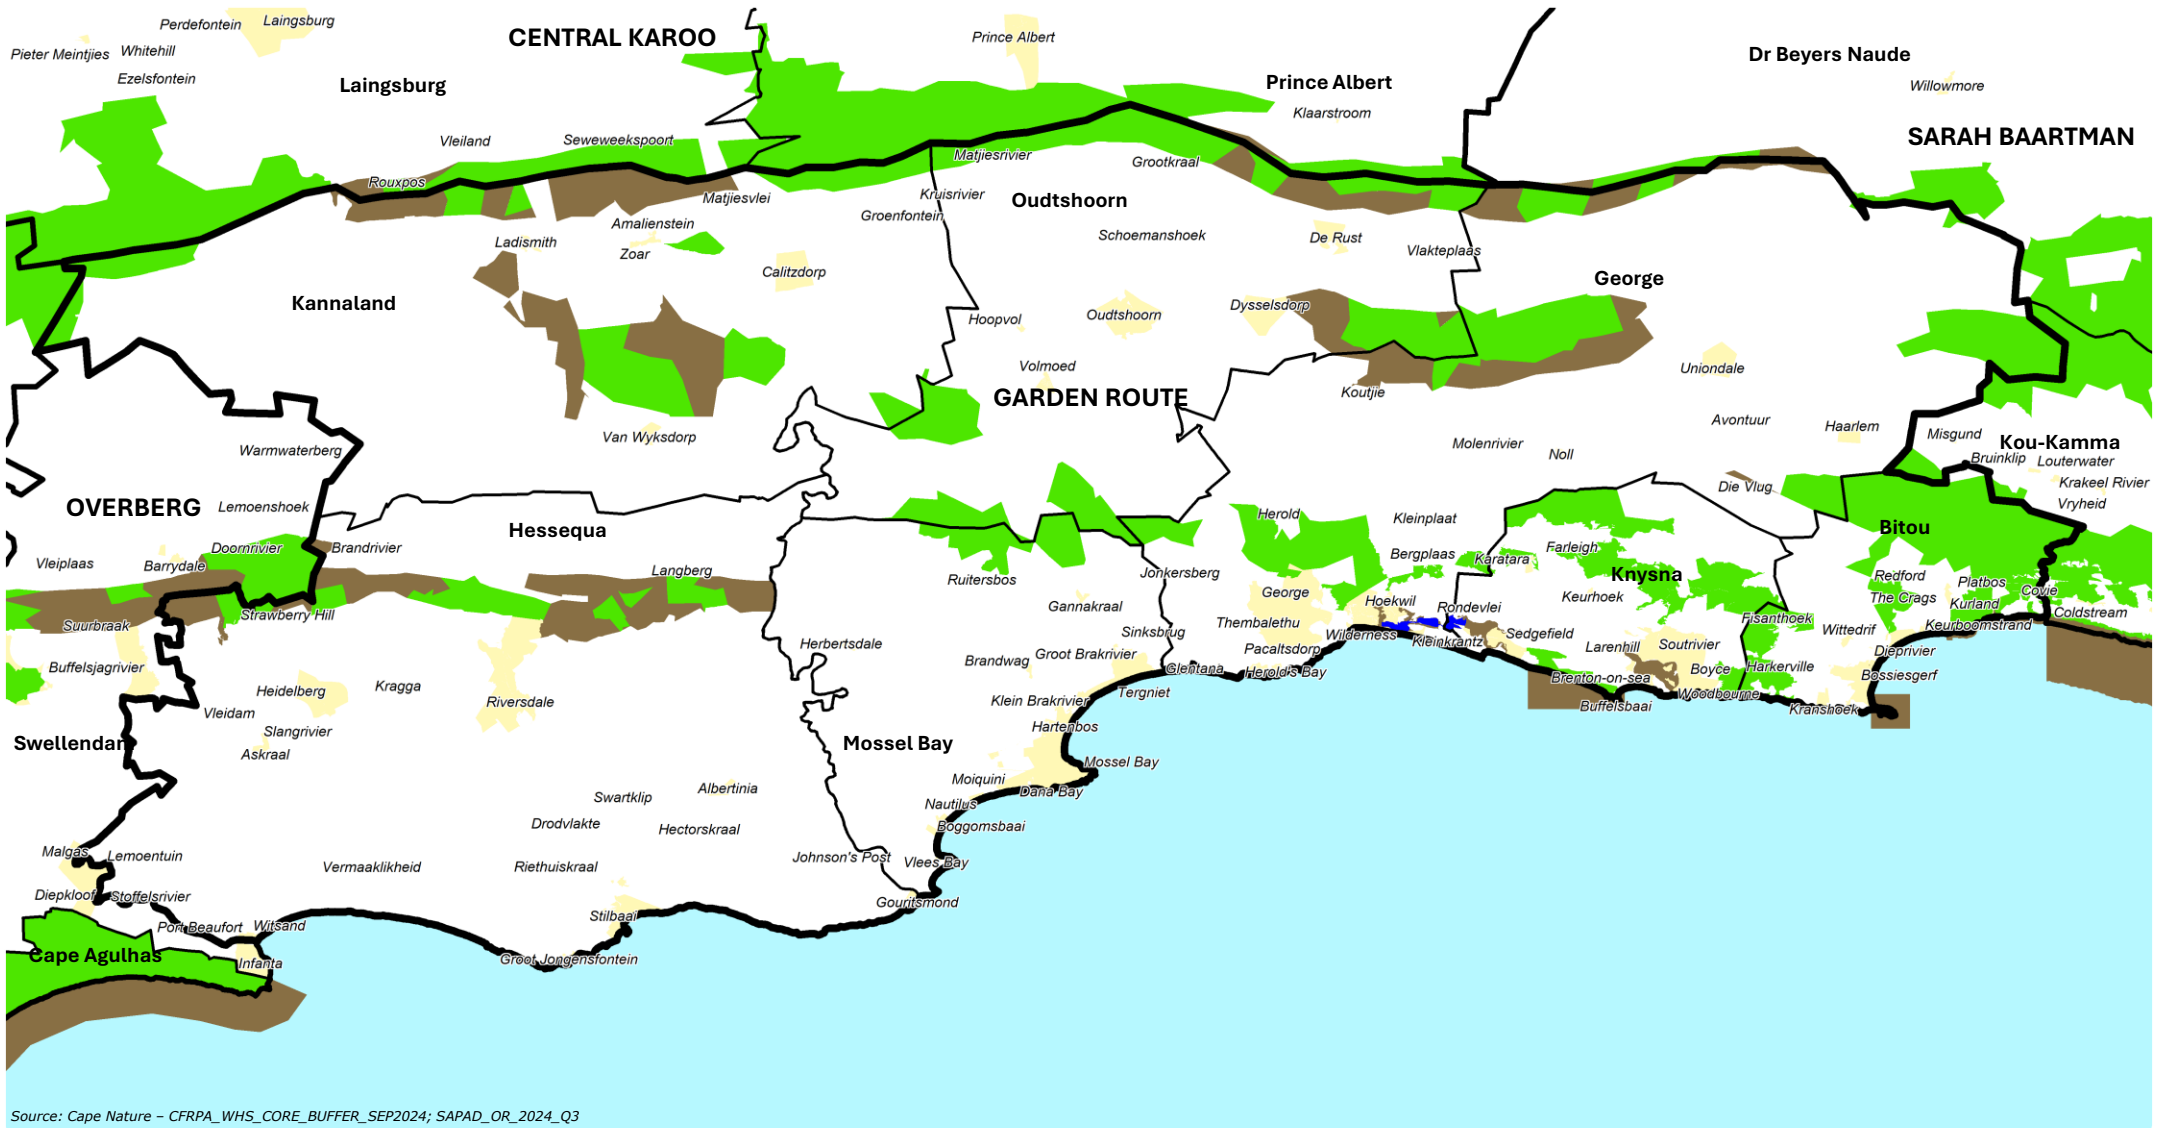 Perdefontein
Laingsburg
CENTRAL KAROO
Prince Albert
Pieter Meintjies
Whitehill
Dr Beyers Naude
Ezelsfontein
Laingsburg
Prince Albert
Willowmore
Klaarstroom
Vleiland
Seweweekspoort
SARAH BAARTMAN
Matjiesrivier
Grootkraal
Rouxpos
Matjiesvlei
Kruisrivier
Oudtshoorn
Groenfontein
Amalienstein
Ladismith
Zoar
Schoemanshoek
De Rust
Vlakteplaas
Calitzdorp
George
Kannaland
Hoopvol
Oudtshoorn
Dysselsdorp
Volmoed
Uniondale
GARDEN ROUTE
Koutjie
Van Wyksdorp
Avontuur
Haarlem
Misgund
Kou-Kamma
Warmwaterberg
Molenrivier
Noll
Bruinklip
Louterwater
Die Vlug
Krakeel Rivier
OVERBERG
Lemoenshoek
Vryheid
Hessequa
Herold
Kleinplaat
Bitou
Doornrivier
Brandrivier
Farleigh
Vleiplaas
Barrydale
Langberg
Bergplaas
Karatara
Ruitersbos
Jonkersberg
Knysna
Redford
Platbos
Covie
George
Gannakraal
Hoekwil
Rondevlei
Keurhoek
The Crags
Kurland
Coldstream
Strawberry Hill
Suurbraak
Thembalethu
Fisanthoek
Keurboomstrand
Sinksbrug
Wilderness
Kleinkrantz
Sedgefield
Wittedrif
Herbertsdale
Groot Brakrivier
Pacaltsdorp
Larenhill
Soutrivier
Dieprivier
Buffelsjagrivier
Brandwag
Glentana
Herold's Bay
Boyce
Harkerville
Bossiesgerf
Heidelberg
Kragga
Tergniet
Brenton-on-sea
Woodbourne
Riversdale
Klein Brakrivier
Buffelsbaai
Kranshoek
Vleidam
Slangrivier
Hartenbos
Swellendam
Askraal
Mossel Bay
Mossel Bay
Moiquini
Albertinia
Dana Bay
Swartklip
Nautilus
Drodvlakte
Hectorskraal
Boggomsbaai
Malgas
Lemoentuin
Vermaaklikheid
Riethuiskraal
Johnson's Post
Vlees Bay
Diepkloof
Stoffelsrivier
Gouritsmond
Port Beaufort
Witsand
Stilbaai
Cape Agulhas
Infanta
Groot Jongensfontein
Source: Cape Nature – CFRPA_WHS_CORE_BUFFER_SEP2024; SAPAD_OR_2024_Q3